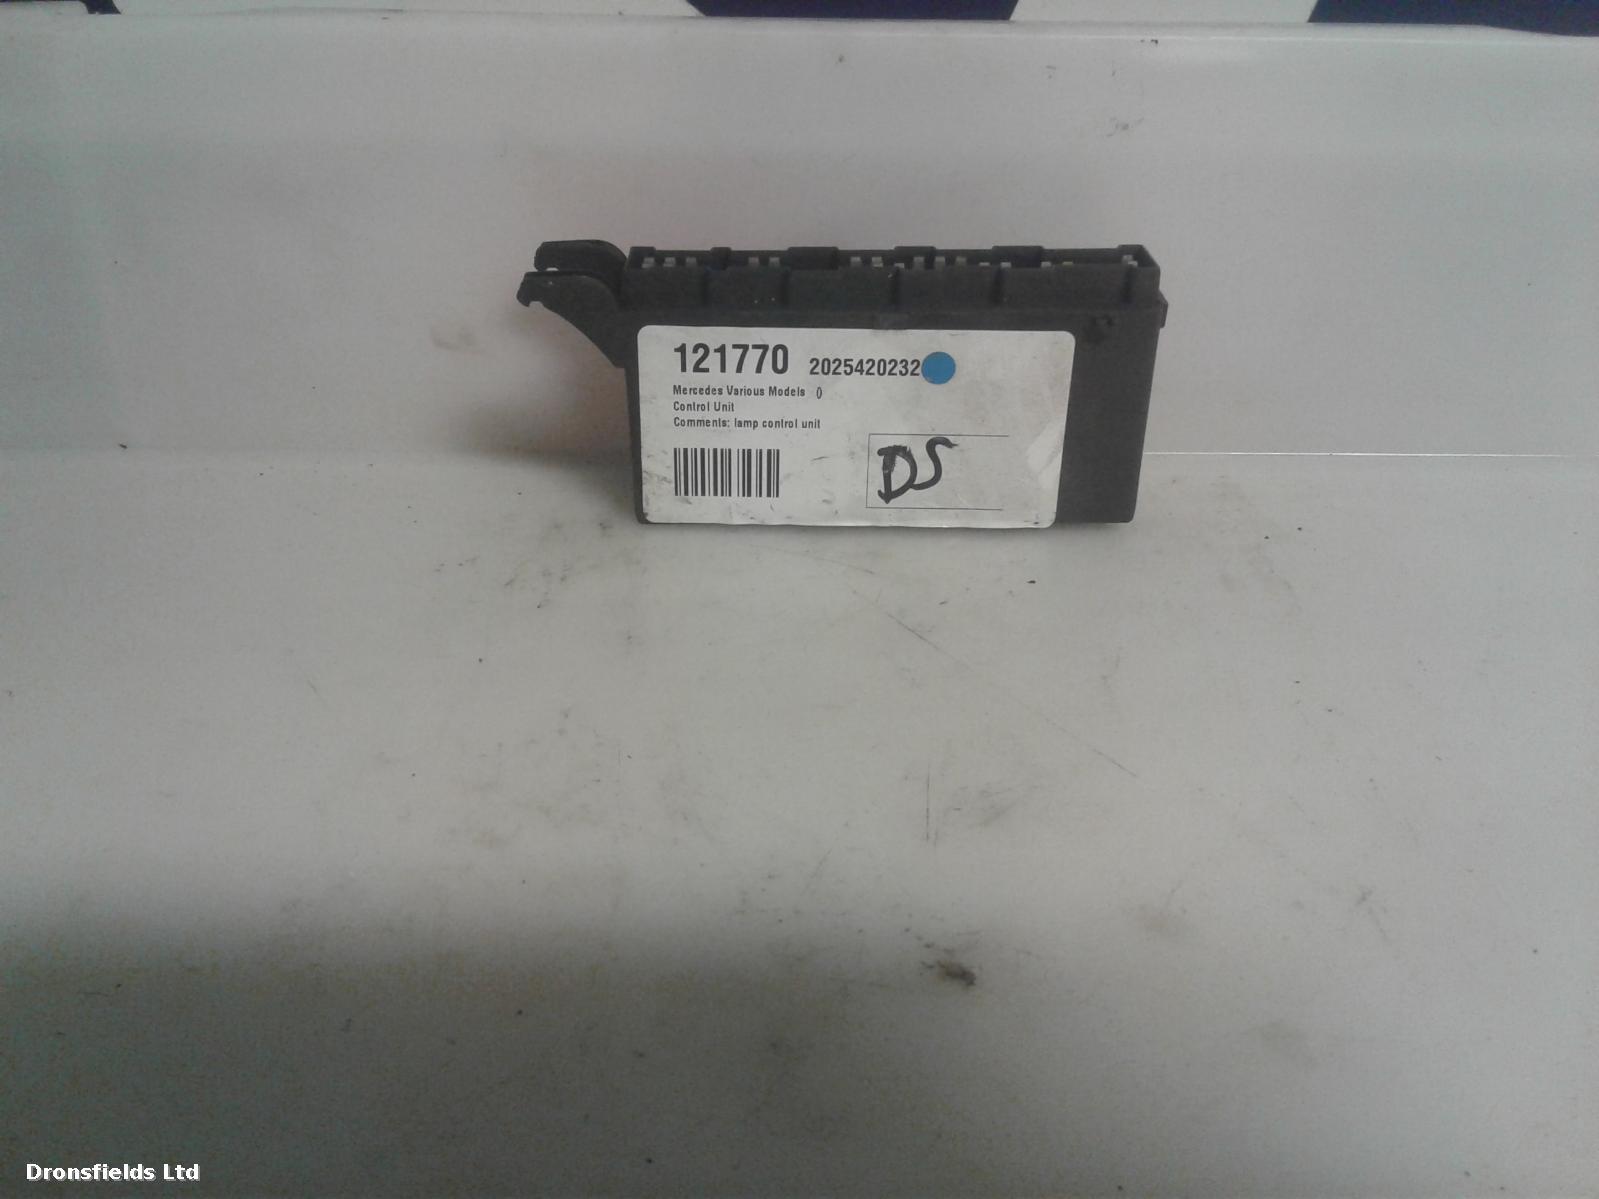 121770 2025420232
Mercedes Various Models ()
Control Unit
Comments: lamp control unit
DS
Dronsfields Ltd